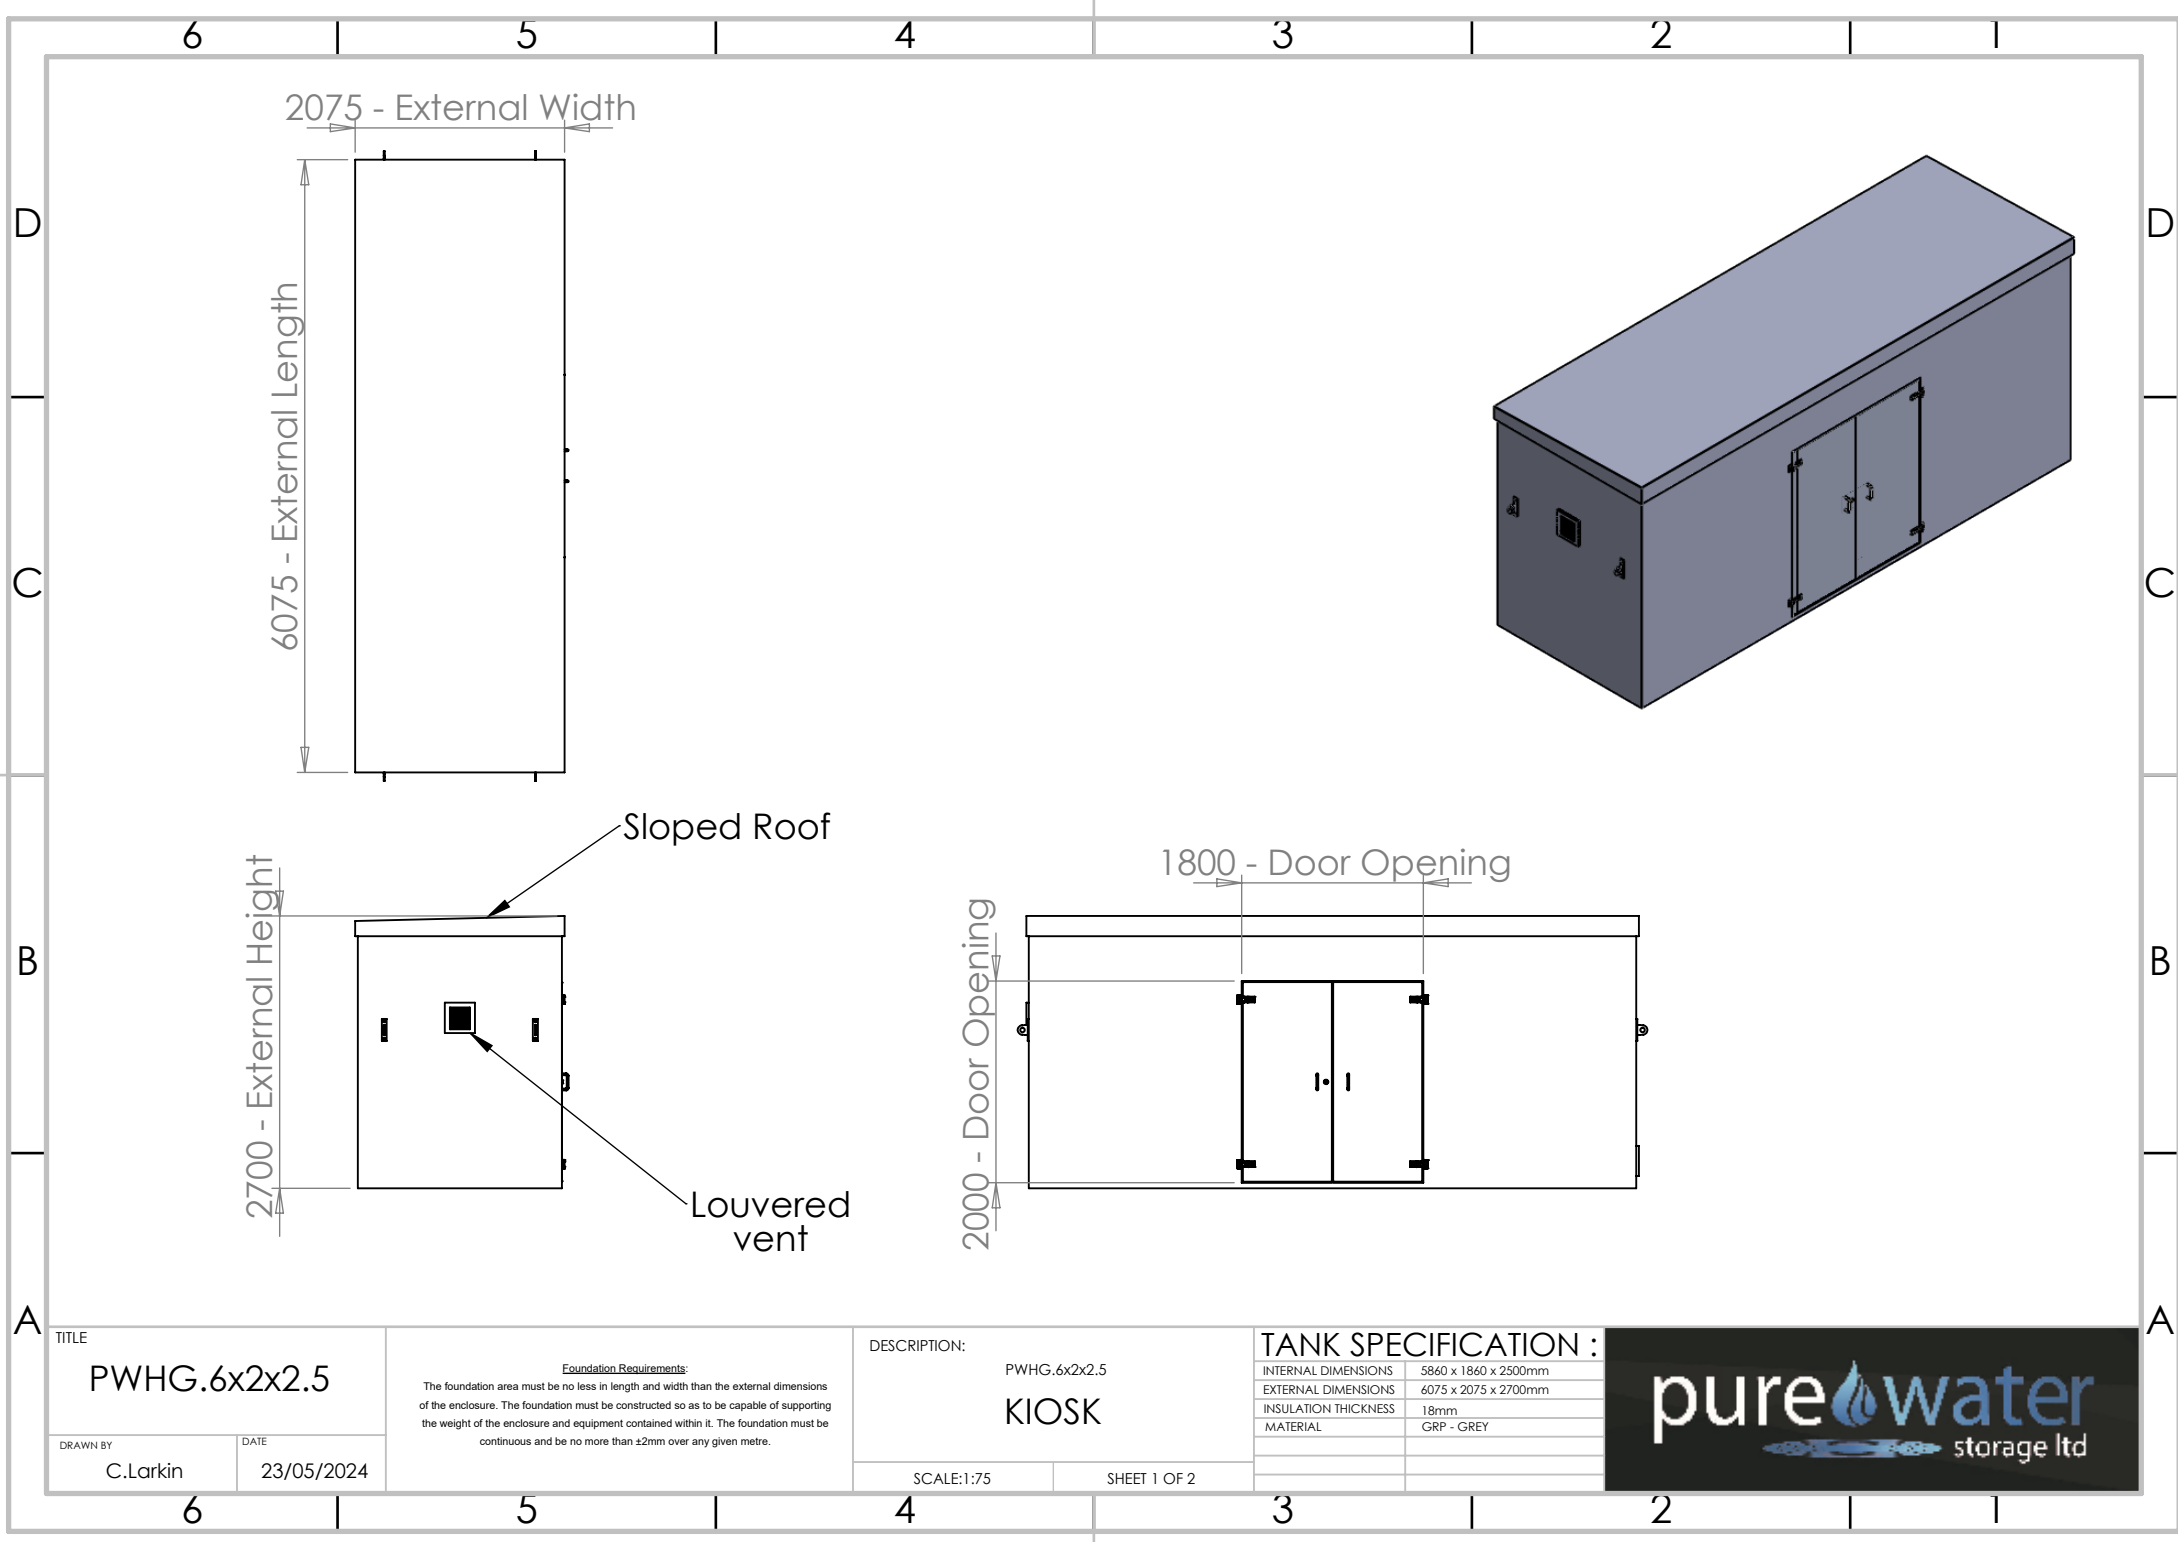 6 5 4 3 2 1
2075 - External Width
D D
6075 - External Length
C C
Sloped Roof
1800 - Door Opening
2700 - External Height
2000 - Door Opening
B B
Louvered
vent
A A
TITLE
PWHG.6x2x2.5
DRAWN BY
C.Larkin
DATE
23/05/2024
Foundation Requirements:
The foundation area must be no less in length and width than the external dimensions
of the enclosure. The foundation must be constructed so as to be capable of supporting
the weight of the enclosure and equipment contained within it. The foundation must be
continuous and be no more than ±2mm over any given metre.
DESCRIPTION:
PWHG.6x2x2.5
KIOSK
SCALE:1:75
SHEET 1 OF 2
TANK SPECIFICATION :
INTERNAL DIMENSIONS 5860 x 1860 x 2500mm
EXTERNAL DIMENSIONS 6075 x 2075 x 2700mm
INSULATION THICKNESS 18mm
MATERIAL GRP - GREY
pure water
storage ltd
6 5 4 3 2 1